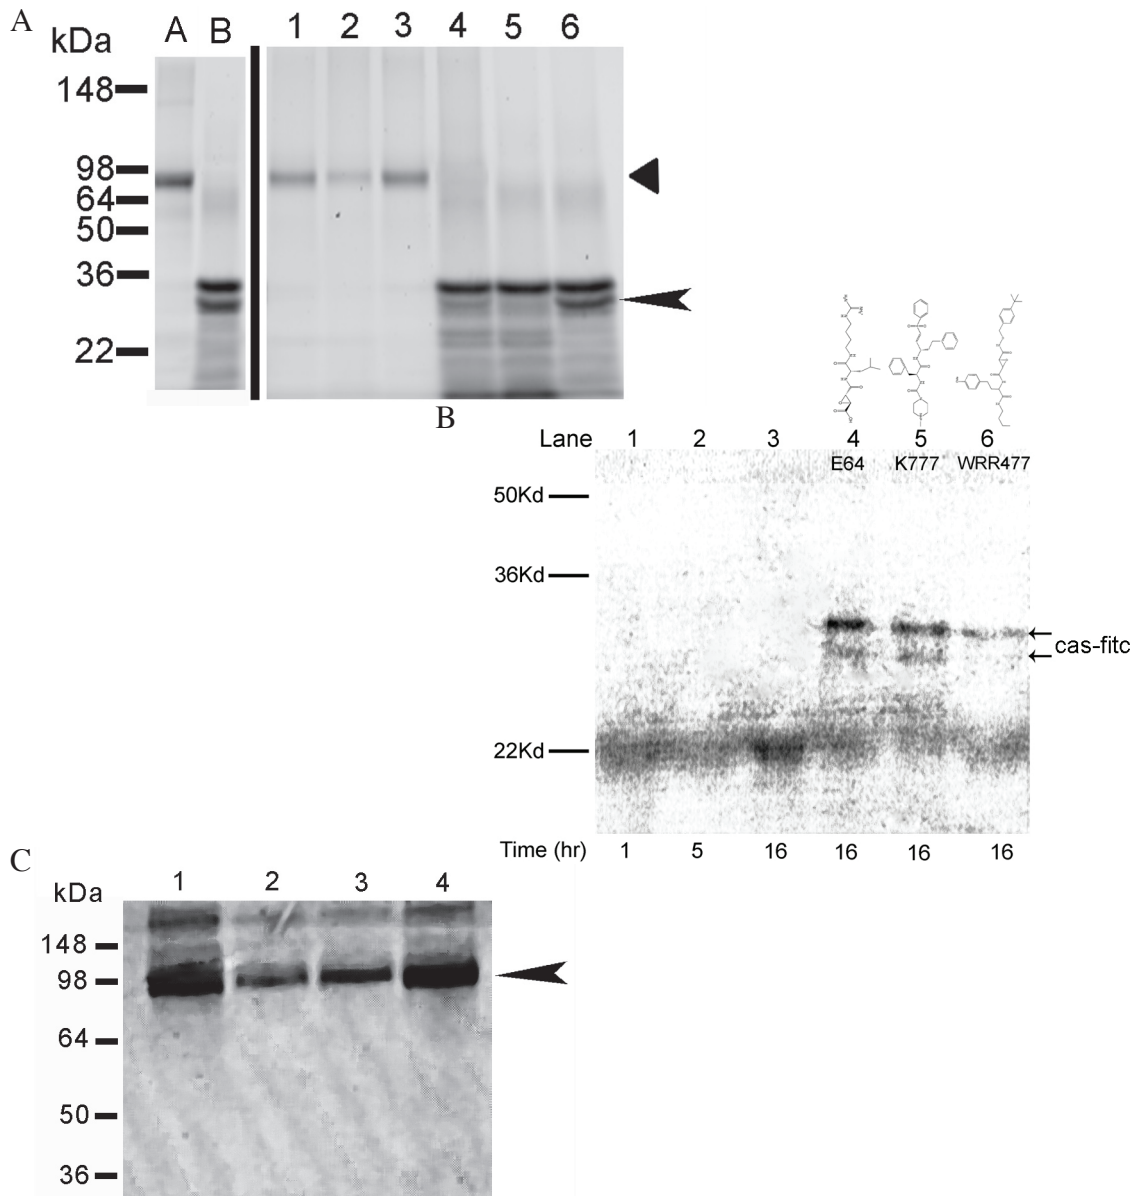 A
kDa
A B
1 2 3 4 5 6
148
98
64
50
36
22
B
Lane 1 2 3 4 5 6
E64 K777 WRR477
50Kd
36Kd
22Kd
cas-fitc
Time (hr) 1 5 16 16 16 16
C
kDa
1 2 3 4
148
98
64
50
36